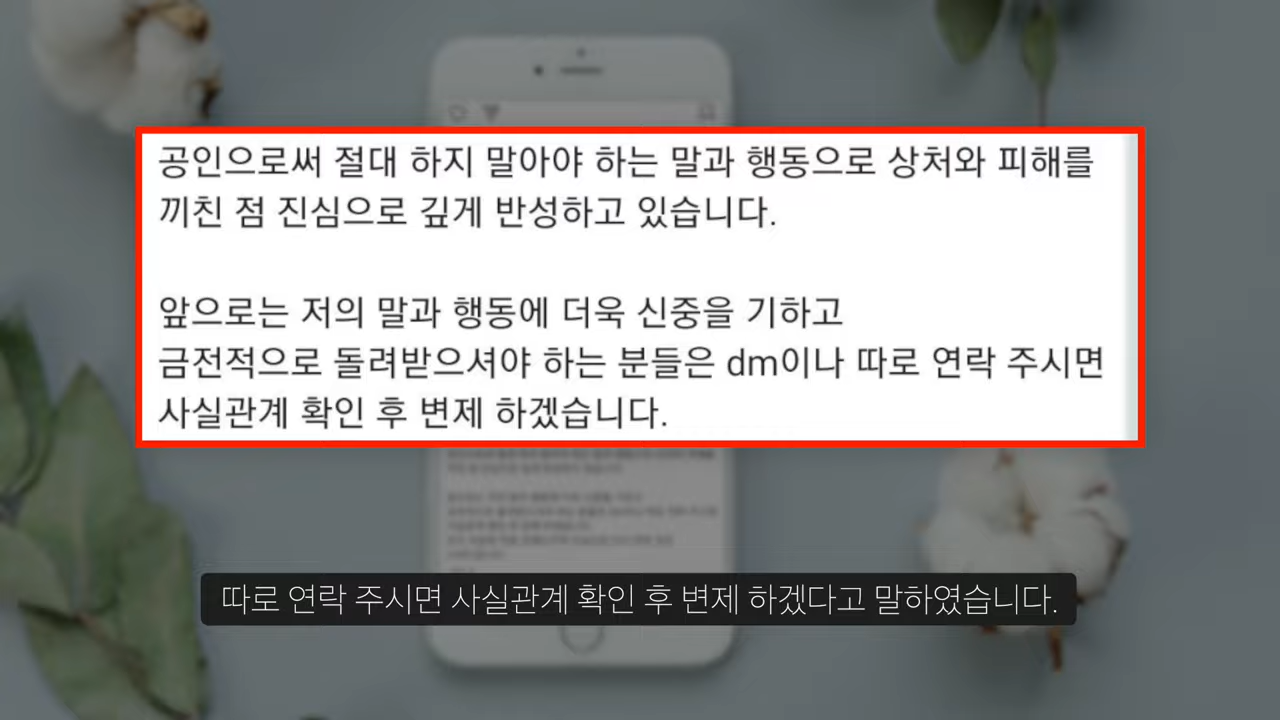 공인으로써 절대 하지 말아야 하는 말과 행동으로 상처와 피해를
끼친 점 진심으로 깊게 반성하고 있습니다.
앞으로는 저의 말과 행동에 더욱 신중을 기하고
금전적으로 돌려받으셔야 하는 분들은 dm이나 따로 연락 주시면
사실관계 확인 후 변제 하겠습니다.
따로 연락 주시면 사실관계 확인 후 변제 하겠다고 말하였습니다.